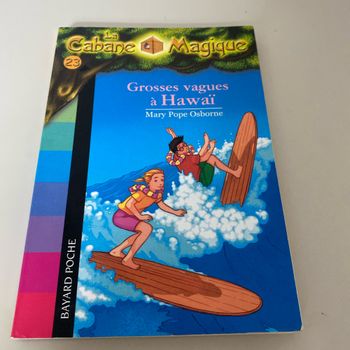 La
Cabane Magique
23
Grosses vagues
à Hawaï
Mary Pope Osborne
BAYARD POCHE